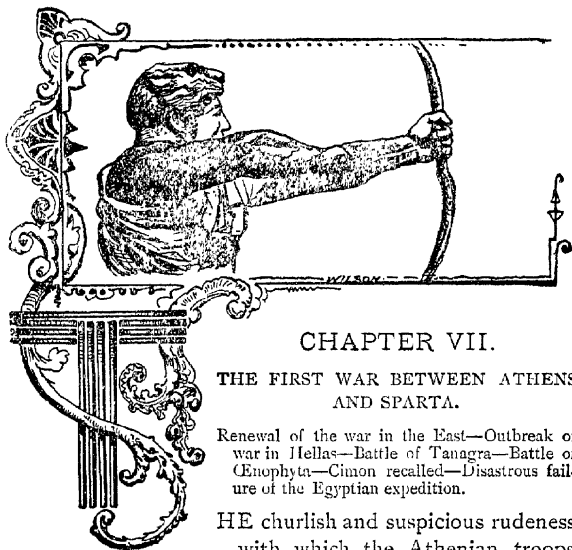 WILSON
CHAPTER VII.
THE FIRST WAR BETWEEN ATHENS
AND SPARTA.
Renewal of the war in the East—Outbreak o
war in Hellas—Battle of Tanagra—Battle o
Œnophyta—Cimon recalled—Disastrous fail-
ure of the Egyptian expedition.
THE churlish and suspicious rudeness
with which the Athenian troops